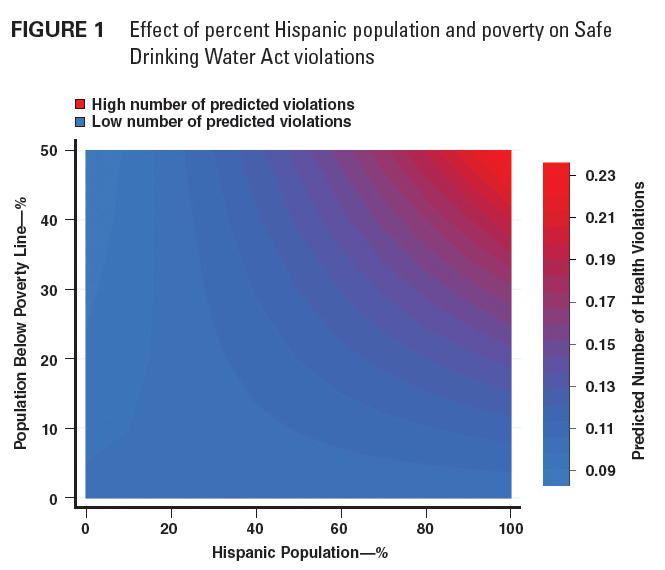 FIGURE 1 Effect of percent Hispanic population and poverty on Safe
Drinking Water Act violations
High number of predicted violations
Low number of predicted violations
Population Below Poverty Line—%
50
40
30
20
10
0
0 20 40 60 80 100
Hispanic Population—%
0.23
0.21
0.19
0.17
0.15
0.13
0.11
0.09
Predicted Number of Health Violations